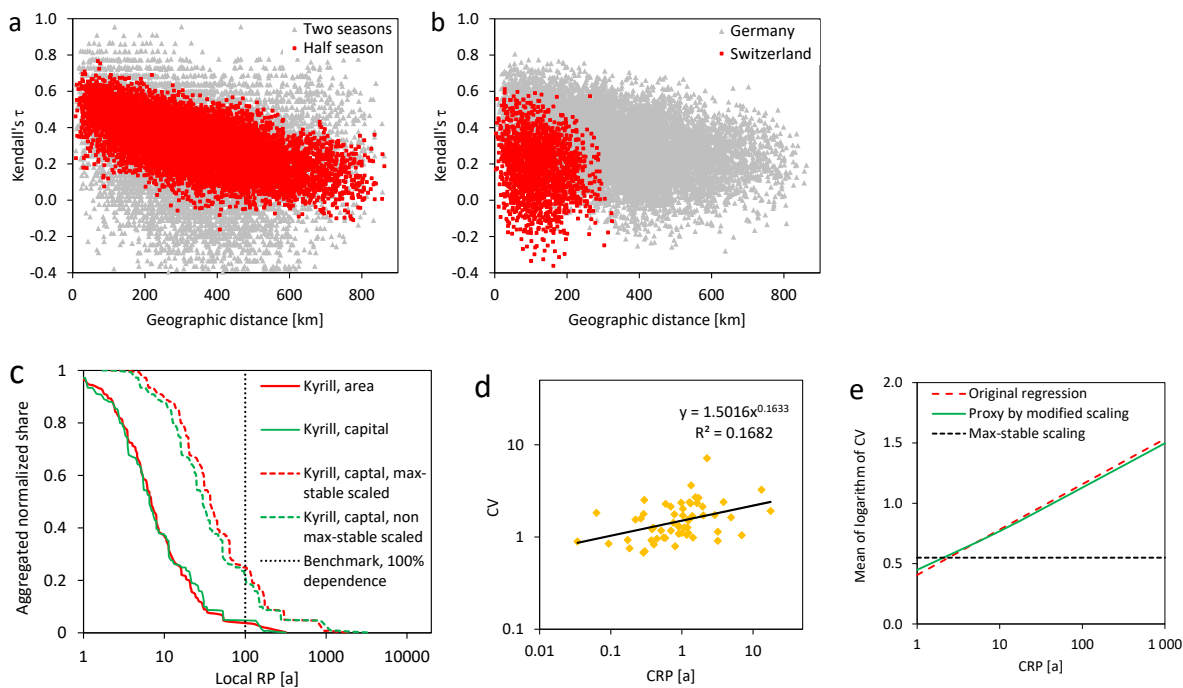 a
1.0
0.8
0.6
0.4
0.2
0.0
-0.2
-0.4
Kendall's τ
Two seasons
Half season
0
200
400
600
800
Geographic distance [km]
b
1.0
0.8
0.6
0.4
0.2
0.0
-0.2
-0.4
Kendall's τ
Germany
Switzerland
0
200
400
600
800
Geographic distance [km]
c
1
0.8
0.6
0.4
0.2
0
Aggregated normalized share
Kyrill, area
Kyrill, capital
Kyrill, captal, max-
stable scaled
Kyrill, captal, non
max-stable scaled
Benchmark, 100%
dependence
1
10
100
1000
10000
Local RP [a]
d
10
1
0.1
CV
y = 1.5016x^0.1633
R² = 0.1682
0.01
0.1
1
10
100
CRP [a]
e
2.0
1.5
1.0
0.5
0.0
Mean of logarithm of CV
Original regression
Proxy by modified scaling
Max-stable scaling
1
10
100
1 000
CRP [a]